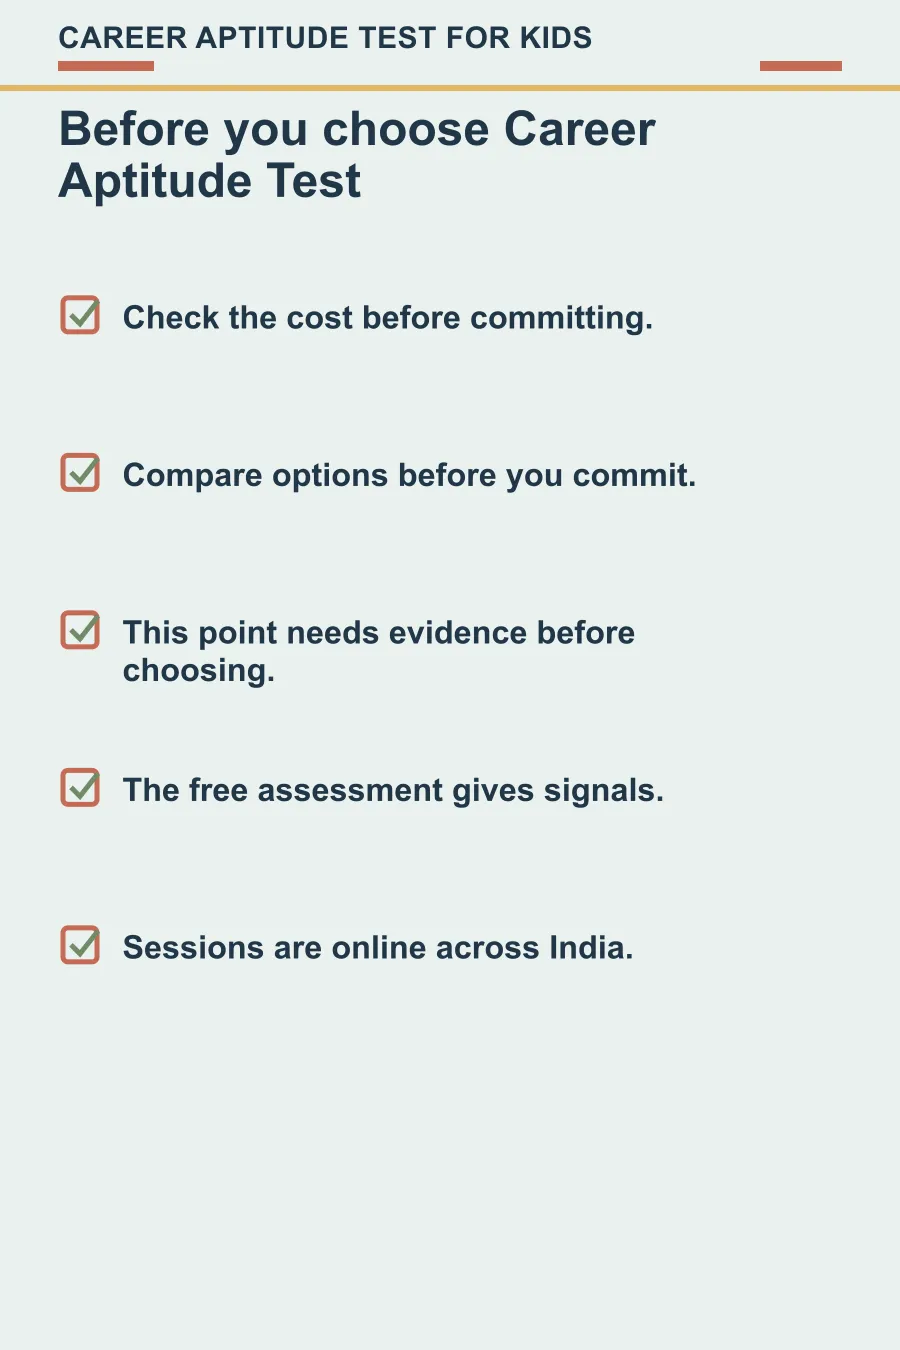 CAREER APTITUDE TEST FOR KIDS
Before you choose Career
Aptitude Test
Check the cost before committing.
Compare options before you commit.
This point needs evidence before
choosing.
The free assessment gives signals.
Sessions are online across India.